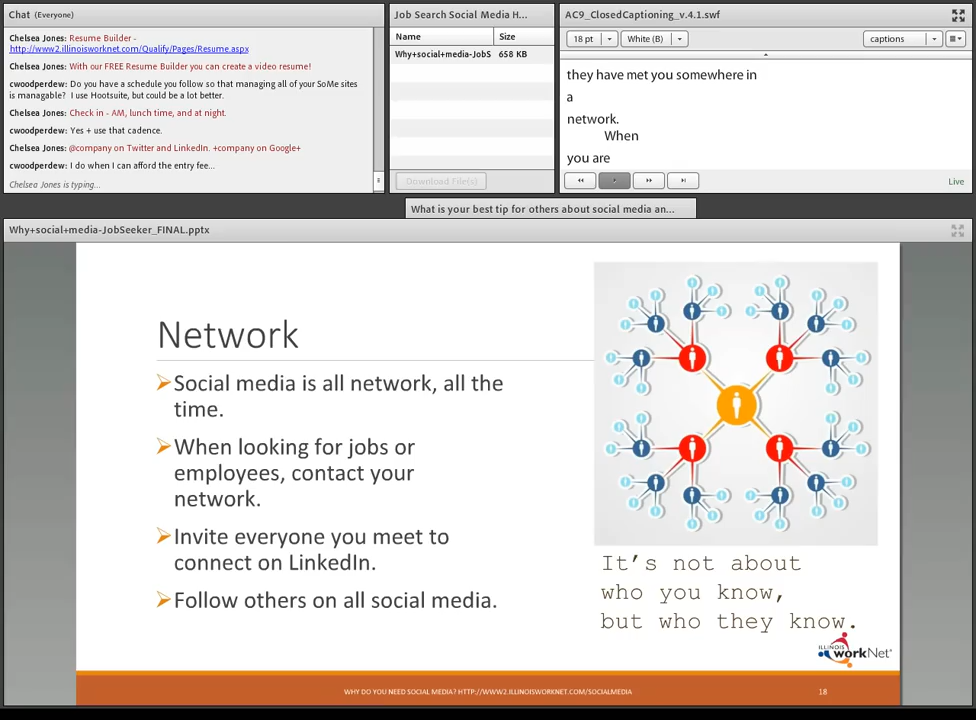 Chat (Everyone)
Chelsea Jones: Resume Builder -
http://www2.illinoisworknet.com/Qualify/Pages/Resume.aspx
Chelsea Jones: With our FREE Resume Builder you can create a video resume!
cwoodperdew: Do you have a schedule you follow so that managing all of your SoMe sites
is managable?  I use Hootsuite, but could be a lot better.
Chelsea Jones: Check in - AM, lunch time, and at night.
cwoodperdew: Yes + use that cadence.
Chelsea Jones: @company on Twitter and LinkedIn. +company on Google+
cwoodperdew: I do when I can afford the entry fee...
Chelsea Jones is typing...
Job Search Social Media H...
Name Size
Why+social+media-JobS 658 KB
Download File(s)
AC9_ClosedCaptioning_v.4.1.swf
18 pt White (B) captions
they have met you somewhere in
a
network.
When
you are
Live
What is your best tip for others about social media an...
Why+social+media-JobSeeker_FINAL.pptx
Network
Social media is all network, all the
time.
When looking for jobs or
employees, contact your
network.
Invite everyone you meet to
connect on LinkedIn.
Follow others on all social media.
It's not about
who you know,
but who they know.
ILLINOIS
workNet
WHY DO YOU NEED SOCIAL MEDIA? HTTP://WWW2.ILLINOISWORKNET.COM/SOCIALMEDIA
18